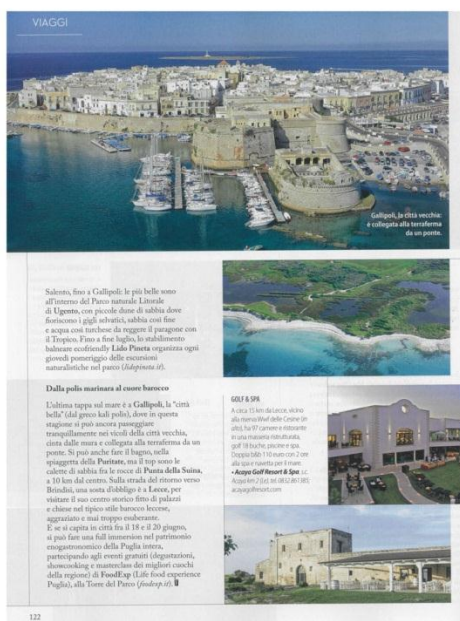 VIAGGI
Gallipoli, la città vecchia:
è collegata alla terraferma
da un ponte.
Salento, fino a Gallipoli: le più belle sono
all'interno del Parco naturale Litorale
di Ugento, con piccole dune di sabbia dove
fioriscono i gigli selvatici, sabbia così fine
e acqua così turchese da reggere il paragone con
il Tropico. Fino a fine luglio, lo stabilimento
balneare ecofriendly Lido Pineta organizza ogni
giovedì pomeriggio delle escursioni
naturalistiche nel parco (lidopineta.it).
Dalla polis marinara al cuore barocco
L'ultima tappa sul mare è a Gallipoli, la "città
bella" (dal greco kalì polis), dove in questa
stagione si può ancora passeggiare
tranquillamente nei vicoli della città vecchia,
cinta dalle mura e collegata alla terraferma da un
ponte. Si può anche fare il bagno, nella
spiaggetta della Puritate, ma il top sono le
calette di sabbia fra le rocce di Punta della Suina,
a 10 km dal centro. Sulla strada del ritorno verso
Brindisi, una sosta d'obbligo è a Lecce, per
visitare il suo centro storico fitto di palazzi
e chiese nel tipico stile barocco leccese,
aggraziato e mai troppo esuberante.
E se si capita in città fra il 18 e il 20 giugno,
si può fare una full immersion nel patrimonio
enogastronomico della Puglia intera,
partecipando agli eventi gratuiti (degustazioni,
showcooking e masterclass dei migliori cuochi
della regione) di FoodExp (Life food experience
Puglia), alla Torre del Parco (foodexp.it).
GOLF & SPA
A circa 15 km da Lecce, vicino
alla riserva Wwf delle Cesine (in
alto), ha 97 camere e ristorante
in una masseria ristrutturata,
golf 18 buche, piscine e spa.
Doppia b&b 110 euro con 2 ore
alla spa e navetta per il mare.
• Acaya Golf Resort & Spa
Acaya km 2 (Le), tel. 0832.861385;
acayagolfresort.com
122